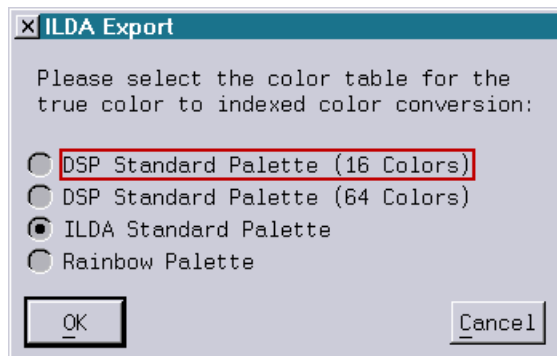 ILDA Export
Please select the color table for the
true color to indexed color conversion:
DSP Standard Palette (16 Colors)
DSP Standard Palette (64 Colors)
ILDA Standard Palette
Rainbow Palette
OK
Cancel